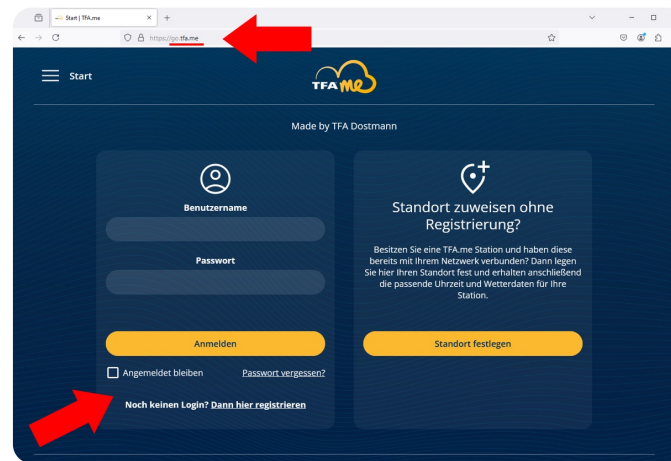 Start | TFA.me
https://go.tfa.me
Start
TFA me
Made by TFA Dostmann
Benutzername
Passwort
Anmelden
Angemeldet bleiben
Passwort vergessen?
Noch keinen Login? Dann hier registrieren
Standort zuweisen ohne
Registrierung?
Besitzen Sie eine TFA.me Station und haben diese
bereits mit Ihrem Netzwerk verbunden? Dann legen
Sie hier Ihren Standort fest und erhalten anschließend
die passende Uhrzeit und Wetterdaten für Ihre
Station.
Standort festlegen